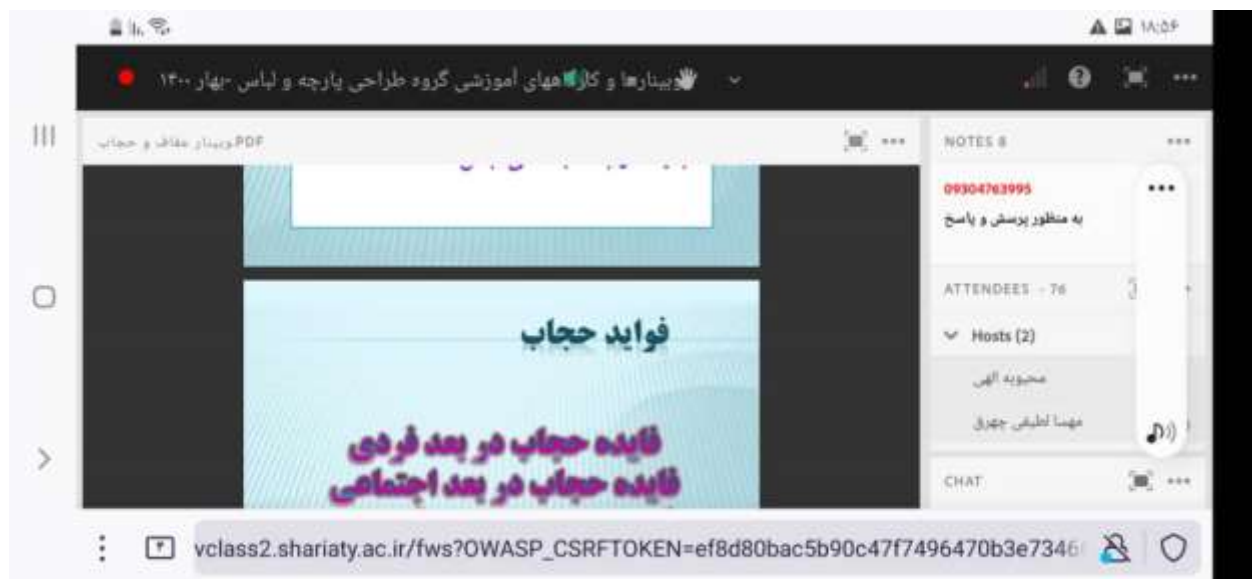 ۱۸:۵۶
وبینارها و کارگاههای آموزشی گروه طراحی پارچه و لباس -بهار ۱۴۰۰
وبینار عفاف و حجاب.PDF
NOTES 8
09304763995
به منظور پرسش و پاسخ
ATTENDEES - 76
Hosts (2)
محبوبه الهی
مهسا لطیفی چهرق
CHAT
فواید حجاب
فایده حجاب در بعد فردی
فایده حجاب در بعد اجتماعی
vclass2.shariaty.ac.ir/fws?OWASP_CSRFTOKEN=ef8d80bac5b90c47f7496470b3e7346